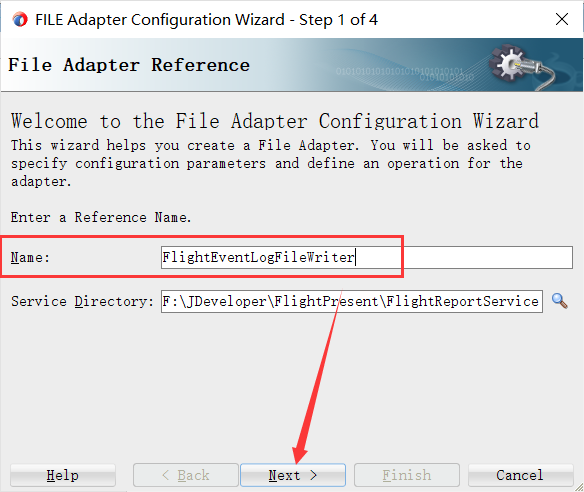 FILE Adapter Configuration Wizard - Step 1 of 4
File Adapter Reference
Welcome to the File Adapter Configuration Wizard
This wizard helps you create a File Adapter. You will be asked to
specify configuration parameters and define an operation for the
adapter.
Enter a Reference Name.
Name: FlightEventLogFileWriter
Service Directory: F:\JDeveloper\FlightPresent\FlightReportService
Help < Back Next > Finish Cancel